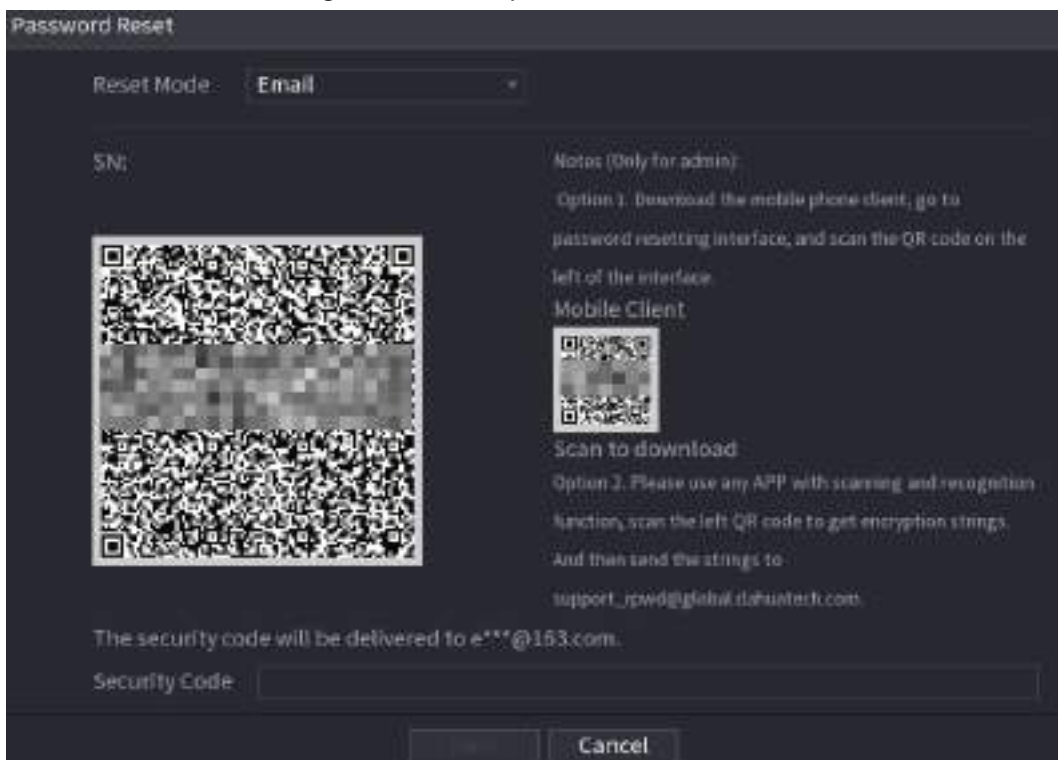 Password Reset
Reset Mode
Email
SN:
Notes (Only for admin):
Option 1. Download the mobile phone client, go to
password resetting interface, and scan the QR code on the
left of the interface.
Mobile Client
Scan to download
Option 2. Please use any APP with scanning and recognition
function, scan the left QR code to get encryption strings.
And then send the strings to
support_rpwd@global.dahuatech.com.
The security code will be delivered to e***@163.com.
Security Code
Cancel